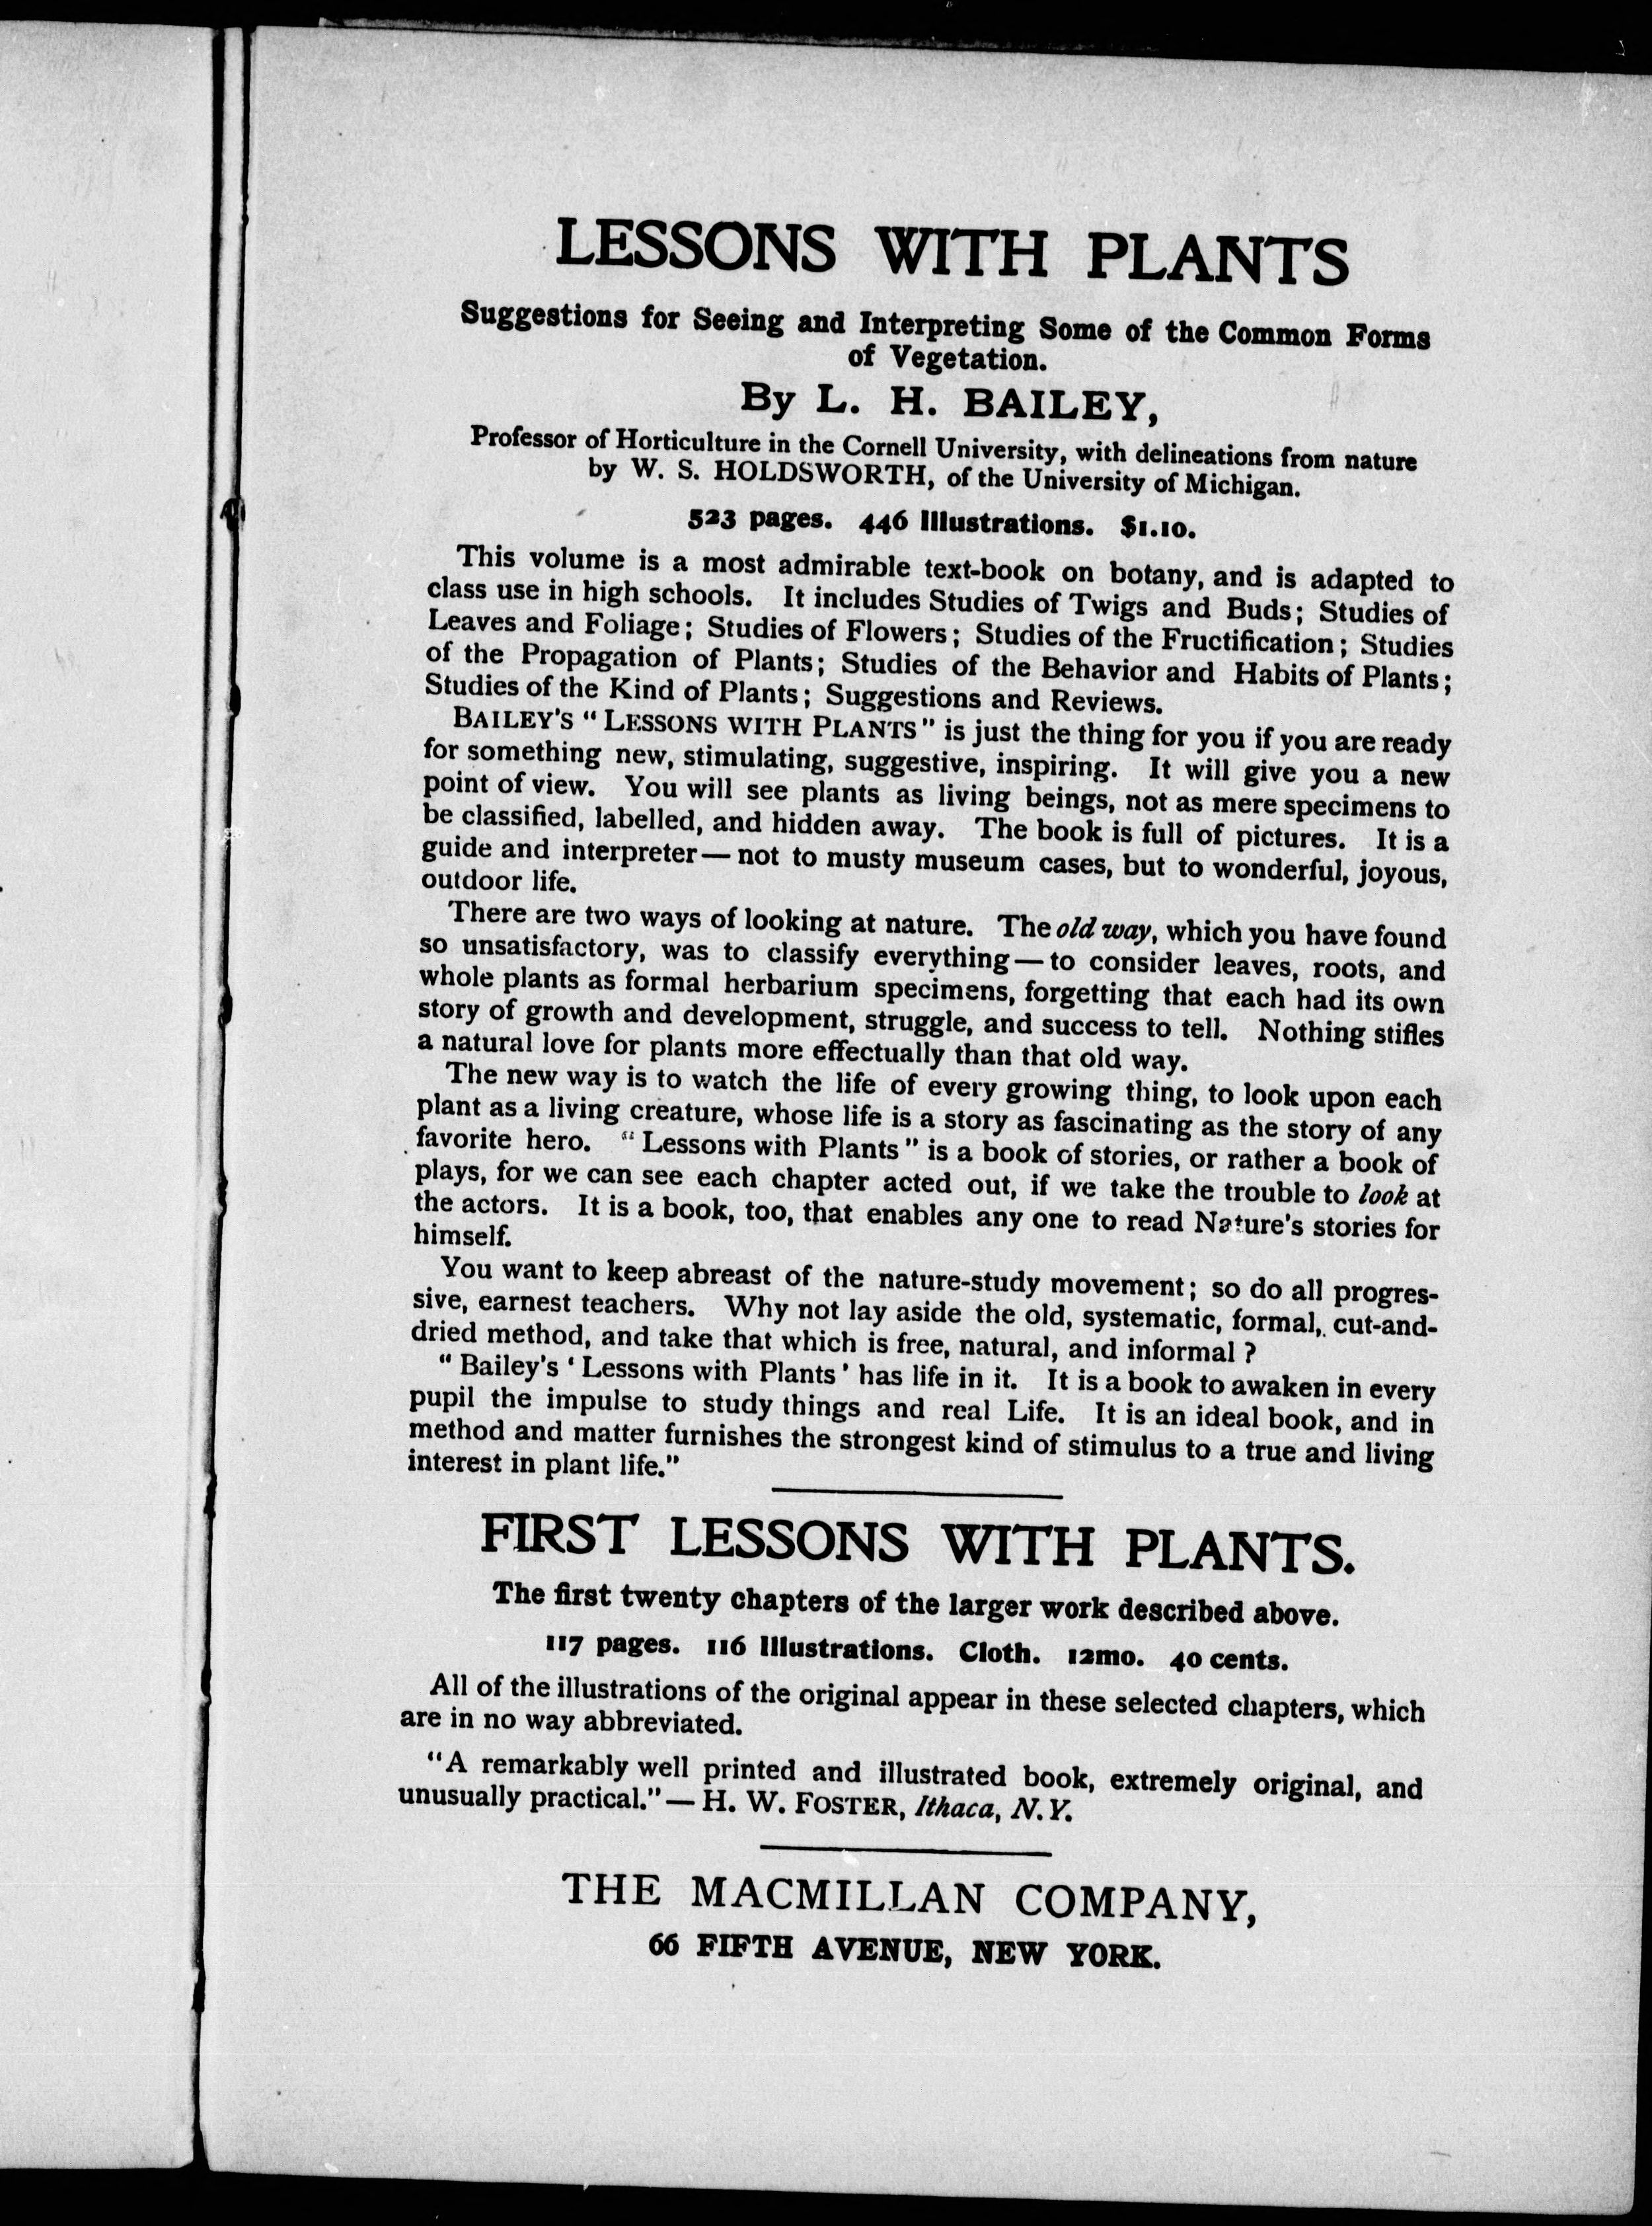 LESSONS WITH PLANTS
Suggestions for Seeing and Interpreting Some of the Common Forms
of Vegetation.
By L. H. BAILEY,
Professor of Horticulture in the Cornell University, with delineations from nature
by W. S. HOLDSWORTH, of the University of Michigan.
523 pages. 446 Illustrations. $1.10.
This volume is a most admirable text-book on botany, and is adapted to
class use in high schools. It includes Studies of Twigs and Buds; Studies of
Leaves and Foliage; Studies of Flowers; Studies of the Fructification; Studies
of the Propagation of Plants; Studies of the Behavior and Habits of Plants;
Studies of the Kind of Plants; Suggestions and Reviews.
BAILEY'S "LESSONS WITH PLANTS" is just the thing for you if you are ready
for something new, stimulating, suggestive, inspiring. It will give you a new
point of view. You will see plants as living beings, not as mere specimens to
be classified, labelled, and hidden away. The book is full of pictures. It is a
guide and interpreter—not to musty museum cases, but to wonderful, joyous,
outdoor life.
There are two ways of looking at nature. The old way, which you have found
so unsatisfactory, was to classify everything—to consider leaves, roots, and
whole plants as formal herbarium specimens, forgetting that each had its own
story of growth and development, struggle, and success to tell. Nothing stifles
a natural love for plants more effectually than that old way.
The new way is to watch the life of every growing thing, to look upon each
plant as a living creature, whose life is a story as fascinating as the story of any
favorite hero. "Lessons with Plants" is a book of stories, or rather a book of
plays, for we can see each chapter acted out, if we take the trouble to look at
the actors. It is a book, too, that enables any one to read Nature's stories for
himself.
You want to keep abreast of the nature-study movement; so do all progres-
sive, earnest teachers. Why not lay aside the old, systematic, formal, cut-and-
dried method, and take that which is free, natural, and informal?
"Bailey's 'Lessons with Plants' has life in it. It is a book to awaken in every
pupil the impulse to study things and real Life. It is an ideal book, and in
method and matter furnishes the strongest kind of stimulus to a true and living
interest in plant life."
FIRST LESSONS WITH PLANTS.
The first twenty chapters of the larger work described above.
117 pages. 116 Illustrations. Cloth. 12mo. 40 cents.
All of the illustrations of the original appear in these selected chapters, which
are in no way abbreviated.
"A remarkably well printed and illustrated book, extremely original, and
unusually practical."—H. W. FOSTER, Ithaca, N.Y.
THE MACMILLAN COMPANY,
66 FIFTH AVENUE, NEW YORK.